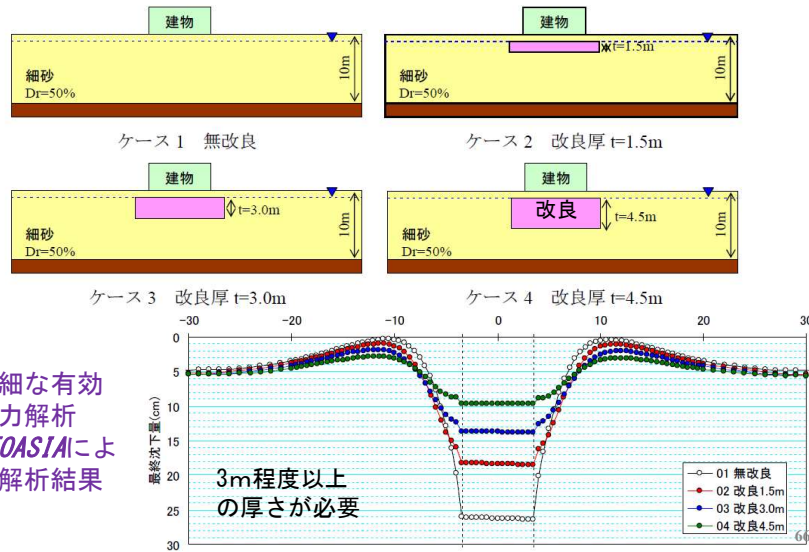 建物
細砂
Dr=50%
10m
ケース1 無改良
建物
t=1.5m
細砂
Dr=50%
10m
ケース2 改良厚 t=1.5m
建物
t=3.0m
細砂
Dr=50%
10m
ケース3 改良厚 t=3.0m
建物
改良
t=4.5m
細砂
Dr=50%
10m
ケース4 改良厚 t=4.5m
細な有効
力解析
OASIAによ
解析結果
-30 -20 -10 0 10 20 30
0
5
10
15
20
25
30
最終沈下量(cm)
3m程度以上
の厚さが必要
01 無改良
02 改良1.5m
03 改良3.0m
04 改良4.5m